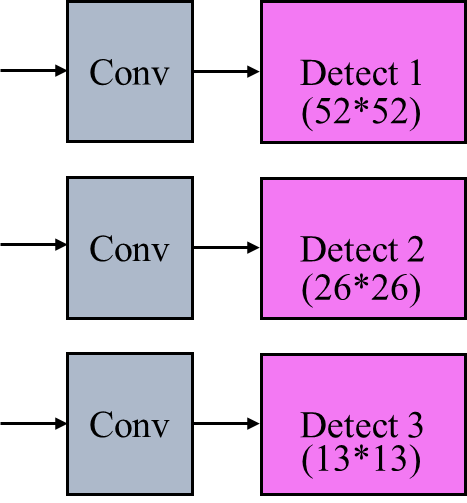 Conv
Detect 1
(52*52)
Conv
Detect 2
(26*26)
Conv
Detect 3
(13*13)